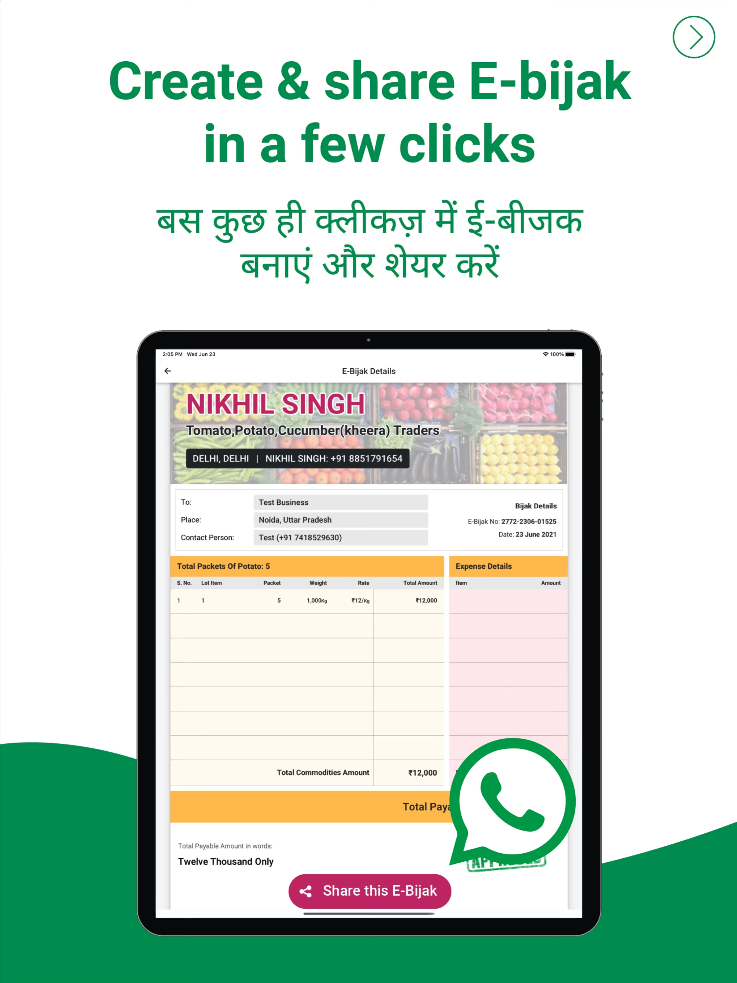 Create & share E-bijak
in a few clicks
बस कुछ ही क्लीकज़ में ई-बीजक
बनाएं और शेयर करें
2:05 PM Wed Jun 23 100%
E-Bijak Details
NIKHIL SINGH
Tomato,Potato,Cucumber(kheera) Traders
DELHI, DELHI | NIKHIL SINGH: +91 8851791654
To: Test Business
Place: Noida, Uttar Pradesh
Contact Person: Test (+91 7418529630)
Bijak Details
E-Bijak No: 2772-2306-01525
Date: 23 June 2021
Total Packets Of Potato: 5 Expense Details
S. No. Lot Item Packet Weight Rate Total Amount Item Amount
1 1 5 1,000Kg ₹12/Kg ₹12,000
Total Commodities Amount ₹12,000
Total
Total Payable Amount in words:
Twelve Thousand Only
Share this E-Bijak